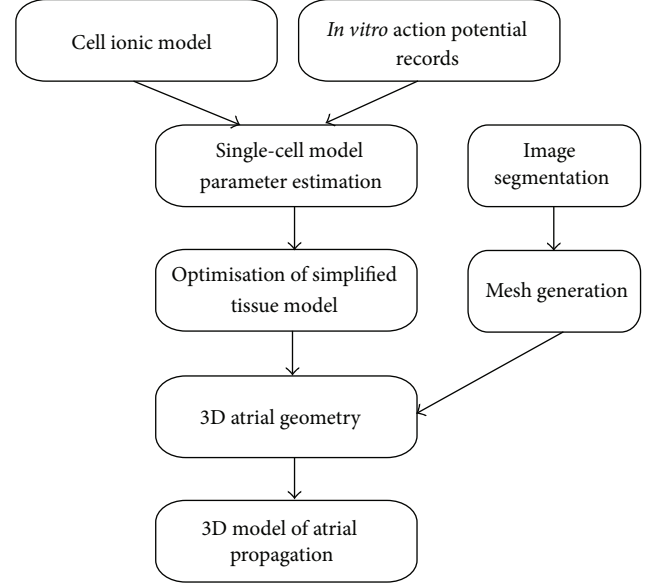 Cell ionic model
In vitro action potential
records
Single-cell model
parameter estimation
Image
segmentation
Optimisation of simplified
tissue model
Mesh generation
3D atrial geometry
3D model of atrial
propagation